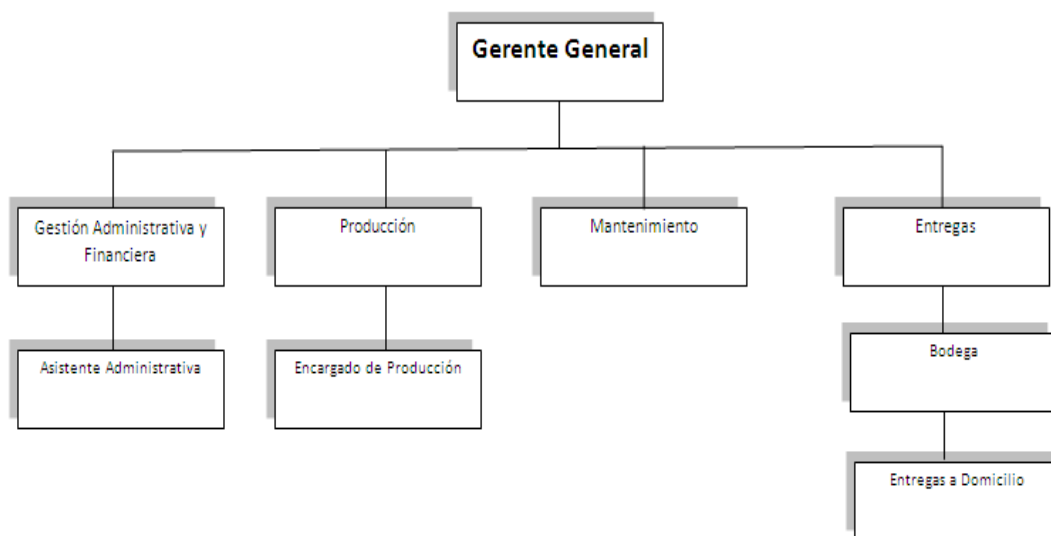 Gerente General
Gestión Administrativa y
Financiera
Producción
Mantenimiento
Entregas
Asistente Administrativa
Encargado de Producción
Bodega
Entregas a Domicilio